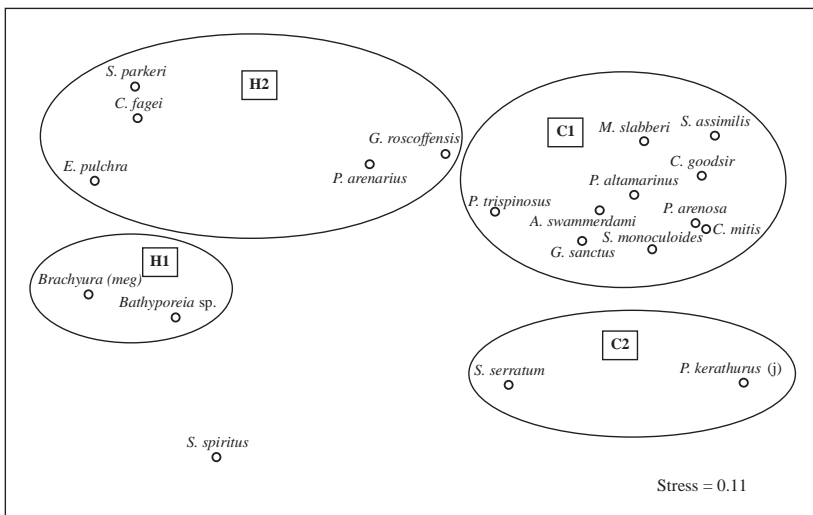 S. parkeri
H2
C. fagei
E. pulchra
G. roscoffensis
P. arenarius
C1
M. slabberi
S. assimilis
C. goodsir
P. altamarinus
P. trispinosus
A. swammerdami
P. arenosa
C. mitis
S. monoculoides
G. sanctus
H1
Brachyura (meg)
Bathyporeia sp.
C2
S. serratum
P. kerathurus (j)
S. spiritus
Stress = 0.11